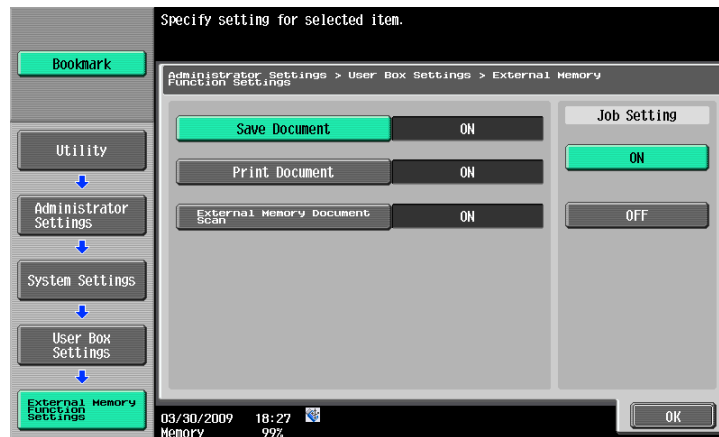 Specify setting for selected item.
Bookmark
Administrator Settings > User Box Settings > External Memory
Function Settings
Save Document ON
Print Document ON
External Memory Document
Scan
ON
Job Setting
ON
OFF
Utility
Administrator
Settings
System Settings
User Box
Settings
External Memory
Function
Settings
03/30/2009 18:27
Memory 99%
OK